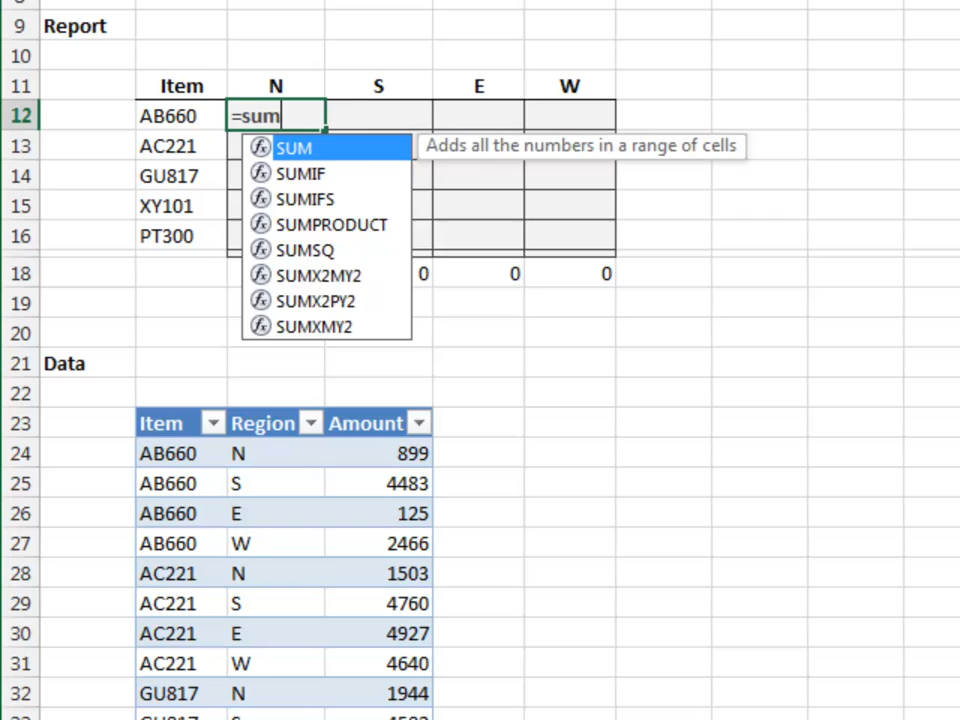 9 Report
10
11 Item N S E W
12 AB660 =sum
13 AC221 SUM Adds all the numbers in a range of cells
14 GU817 SUMIF
15 XY101 SUMIFS
16 PT300 SUMPRODUCT
SUMSQ
18 SUMX2MY2 0 0 0
19 SUMX2PY2
20 SUMXMY2
21 Data
22
23 Item Region Amount
24 AB660 N 899
25 AB660 S 4483
26 AB660 E 125
27 AB660 W 2466
28 AC221 N 1503
29 AC221 S 4760
30 AC221 E 4927
31 AC221 W 4640
32 GU817 N 1944